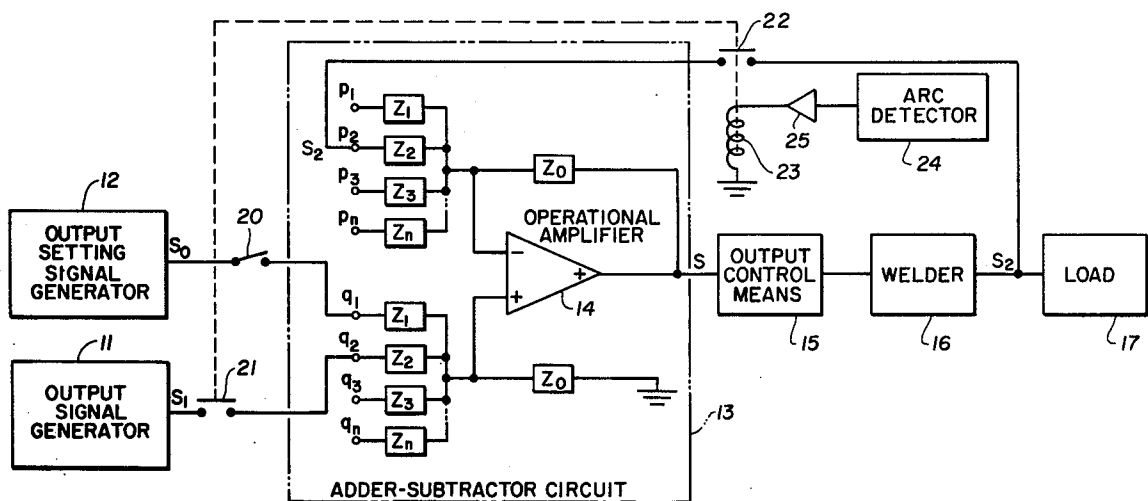 22
p₁
Z₁
ARC
DETECTOR
25
24
23
S₂
p₂
Z₂
p₃
Z₃
pₙ
Zₙ
Z₀
12
OUTPUT
SETTING
SIGNAL
GENERATOR
S₀
20
OPERATIONAL
AMPLIFIER
−
+
+
14
S
OUTPUT
CONTROL
MEANS
15
WELDER
16
S₂
LOAD
17
11
OUTPUT
SIGNAL
GENERATOR
S₁
21
q₁
Z₁
q₂
Z₂
q₃
Z₃
qₙ
Zₙ
Z₀
13
ADDER-SUBTRACTOR CIRCUIT